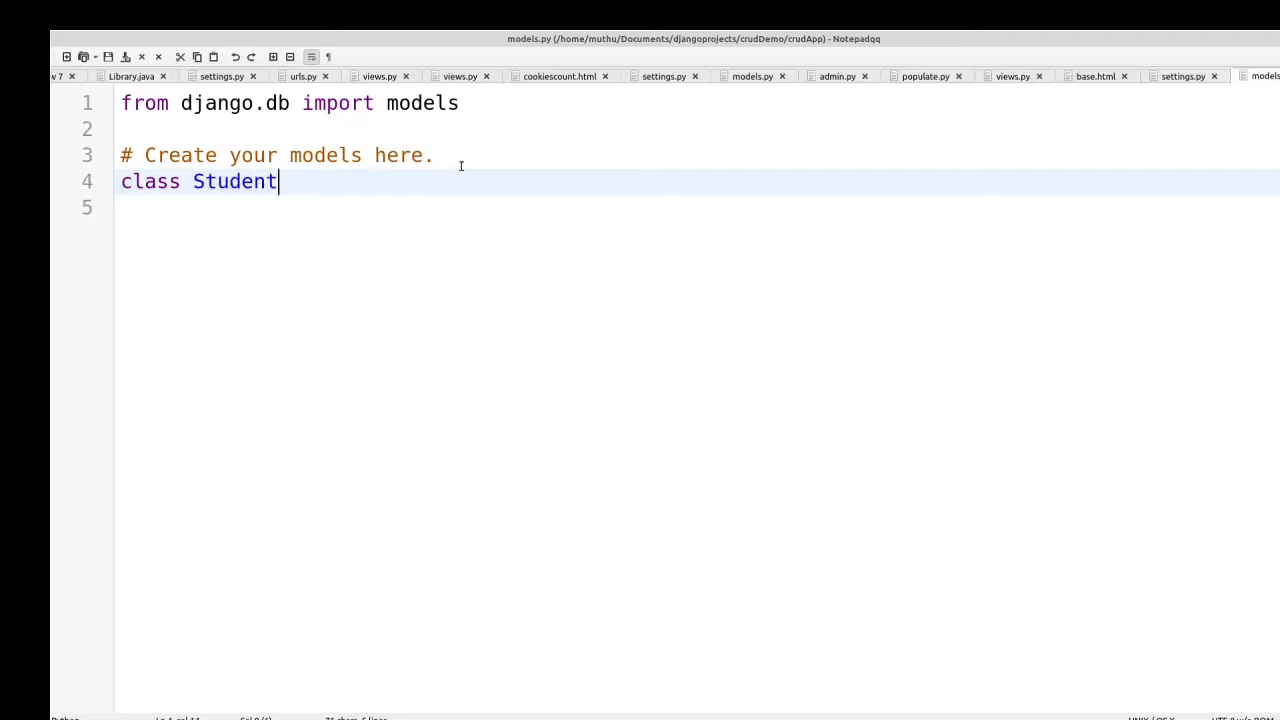 models.py (/home/muthu/Documents/djangoprojects/crudDemo/crudApp) - Notepadqq
w 7 Library.java settings.py urls.py views.py views.py cookiescount.html settings.py models.py admin.py populate.py views.py base.html settings.py models
1 from django.db import models
2
3 # Create your models here.
4 class Student
5